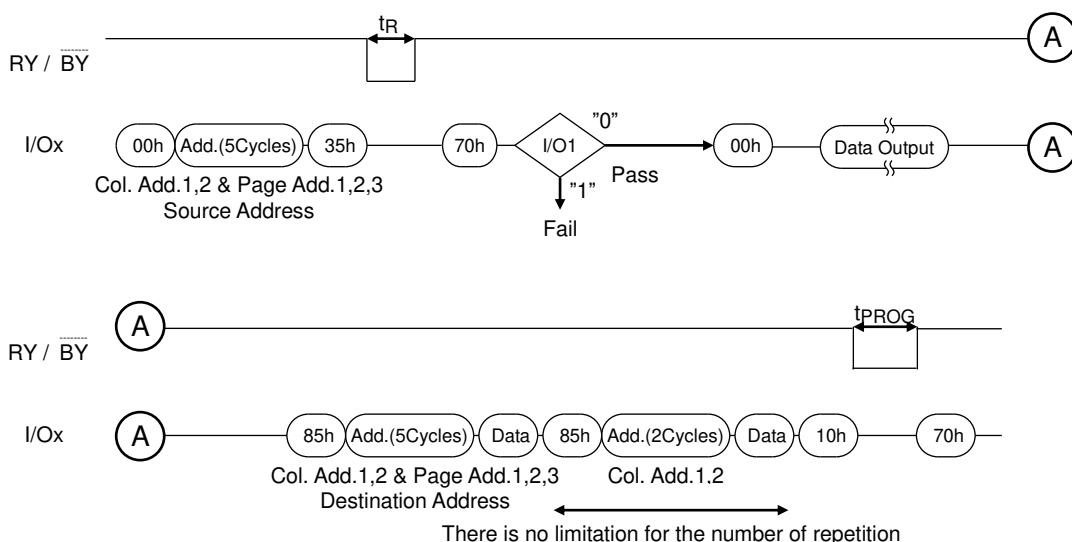 tR
RY / BY
A
I/Ox
00h Add.(5Cycles) 35h 70h I/O1 "0" 00h Data Output A
Pass
"1"
Col. Add.1,2 & Page Add.1,2,3
Source Address
Fail
A
tPROG
RY / BY
I/Ox
A 85h Add.(5Cycles) Data 85h Add.(2Cycles) Data 10h 70h
Col. Add.1,2 & Page Add.1,2,3 Col. Add.1,2
Destination Address
There is no limitation for the number of repetition